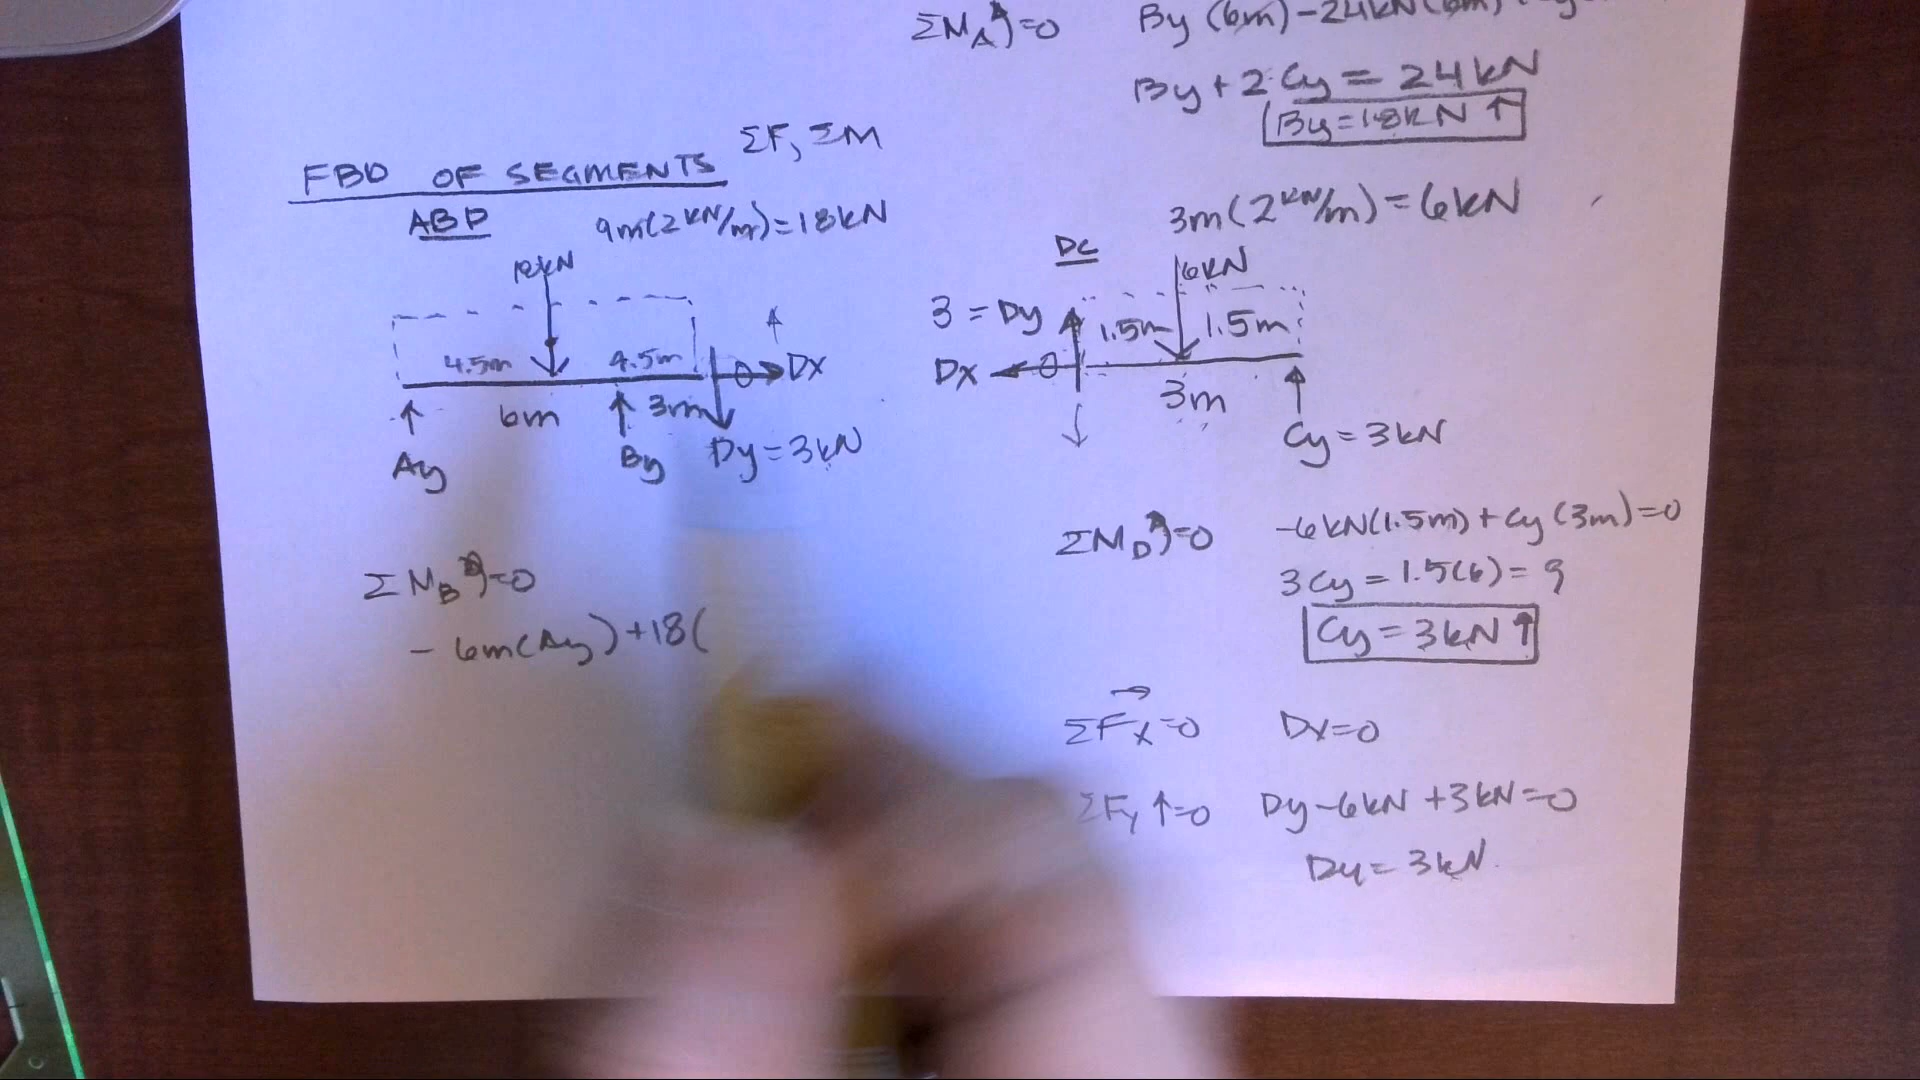 ΣM_A=0 By (6m) -24kN(6m)
By + 2 Cy = 24kN
By=18kN ↑
ΣF, ΣM
FBD OF SEGMENTS
ABD
9m(2kN/m)=18kN
18kN
4.5m 4.5m
Dx
6m 3m
Ay By Dy=3kN
ΣM_B=0
- 6m(Ay)+18(
3m(2kN/m)=6kN
DC
6kN
3 = Dy 1.5m 1.5m
Dx
3m
Cy = 3kN
ΣM_D=0 -6kN(1.5m)+Cy(3m)=0
3Cy = 1.5(6) = 9
Cy=3kN↑
ΣFx=0 → Dx=0
ΣFy ↑=0 Dy-6kN+3kN=0
Dy=3kN.